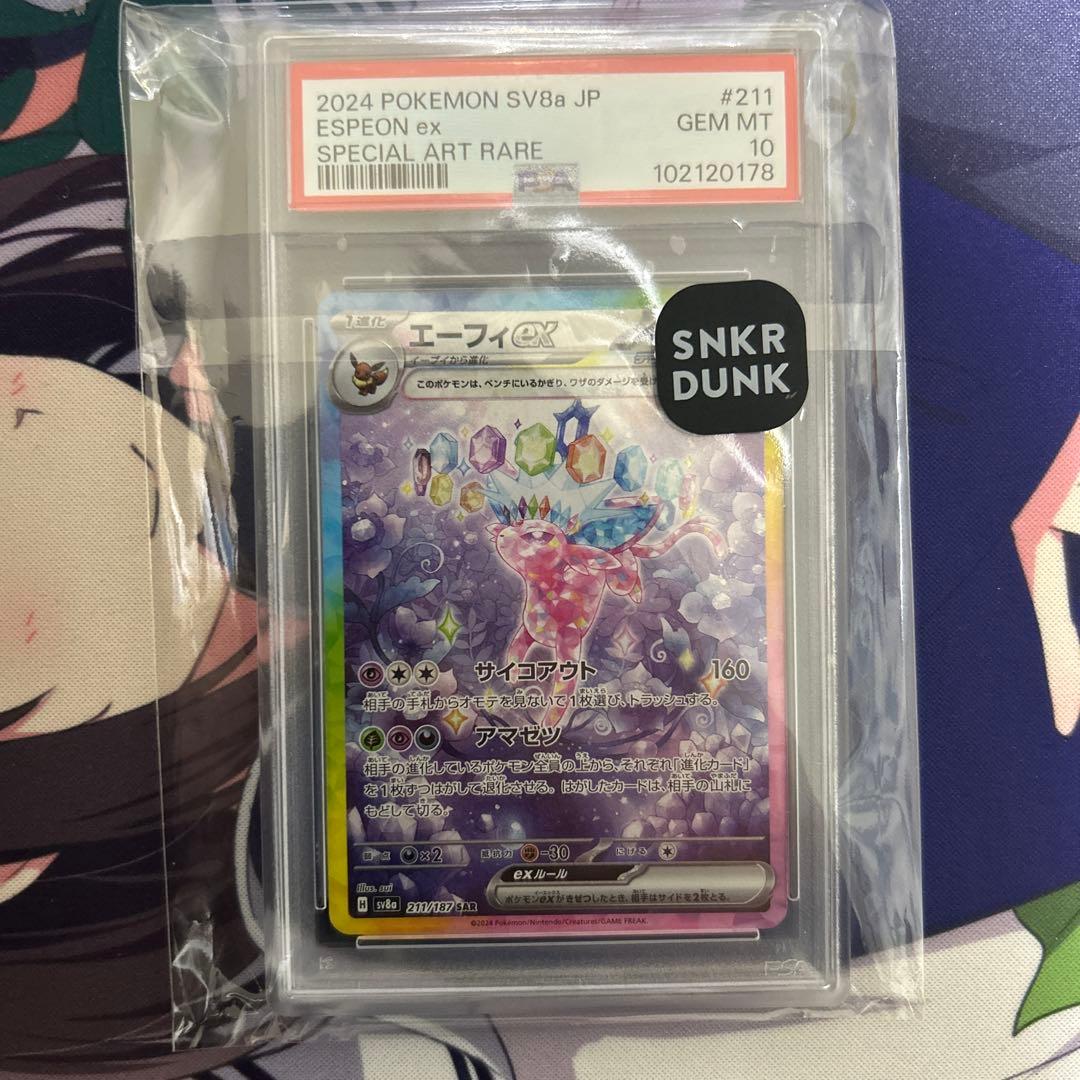 2024 POKEMON SV8a JP #211
ESPEON ex GEM MT
SPECIAL ART RARE 10
102120178
PSA
SNKR
DUNK
1進化
エーフィex
イーブイから進化
このポケモンは、ベンチにいるかぎり、ワザのダメージを受け
サイコアウト 160
相手の手札からオモテを見ないで1枚選び、トラッシュする。
アマゼツ
相手の進化しているポケモン全員の上から、それぞれ「進化カード」
を1枚ずつはがして退化させる。はがしたカードは、相手の山札に
もどして切る。
弱点 ×2 抵抗力 -30 にげる
exルール
ポケモンexがきぜつしたとき、相手はサイドを2枚とる。
Illus. sui
H sv8a 211/187 SAR
©2024 Pokémon/Nintendo/Creatures/GAME FREAK.